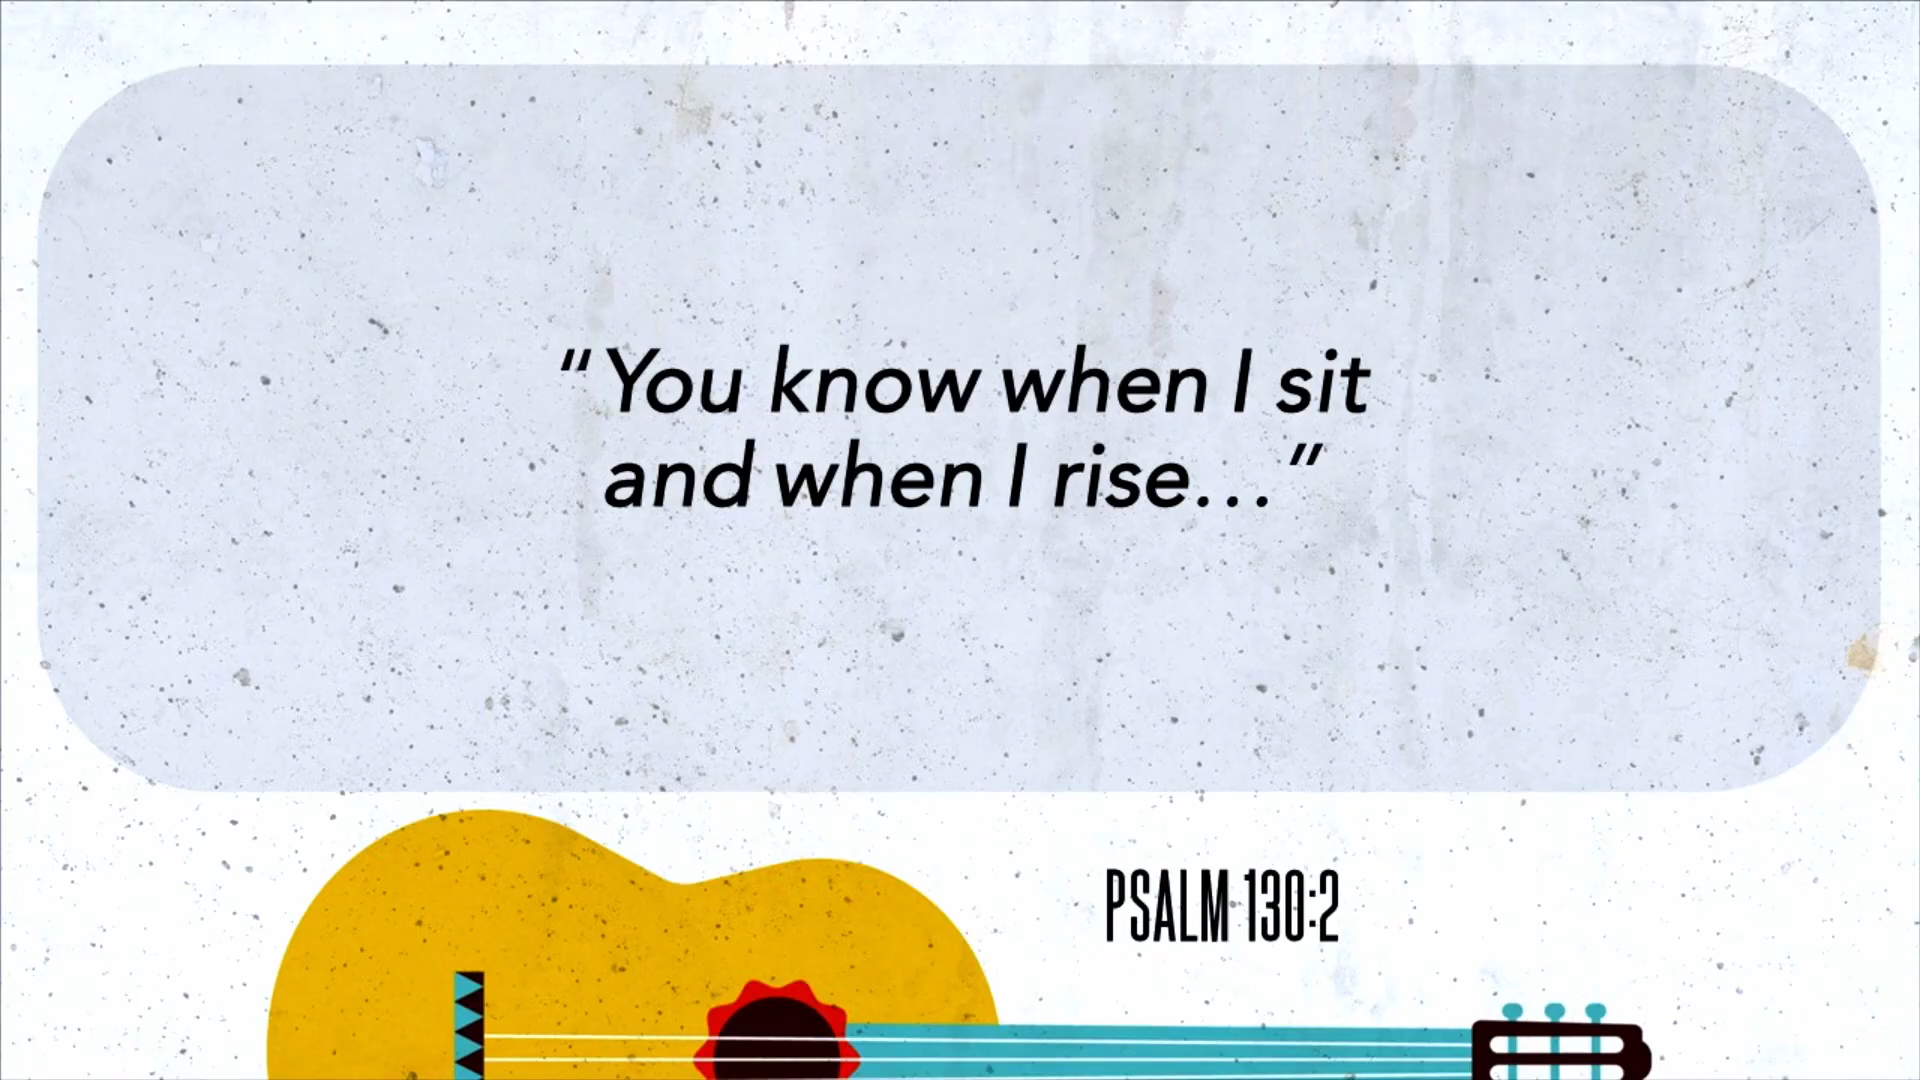 “You know when I sit
and when I rise…”
PSALM 130:2